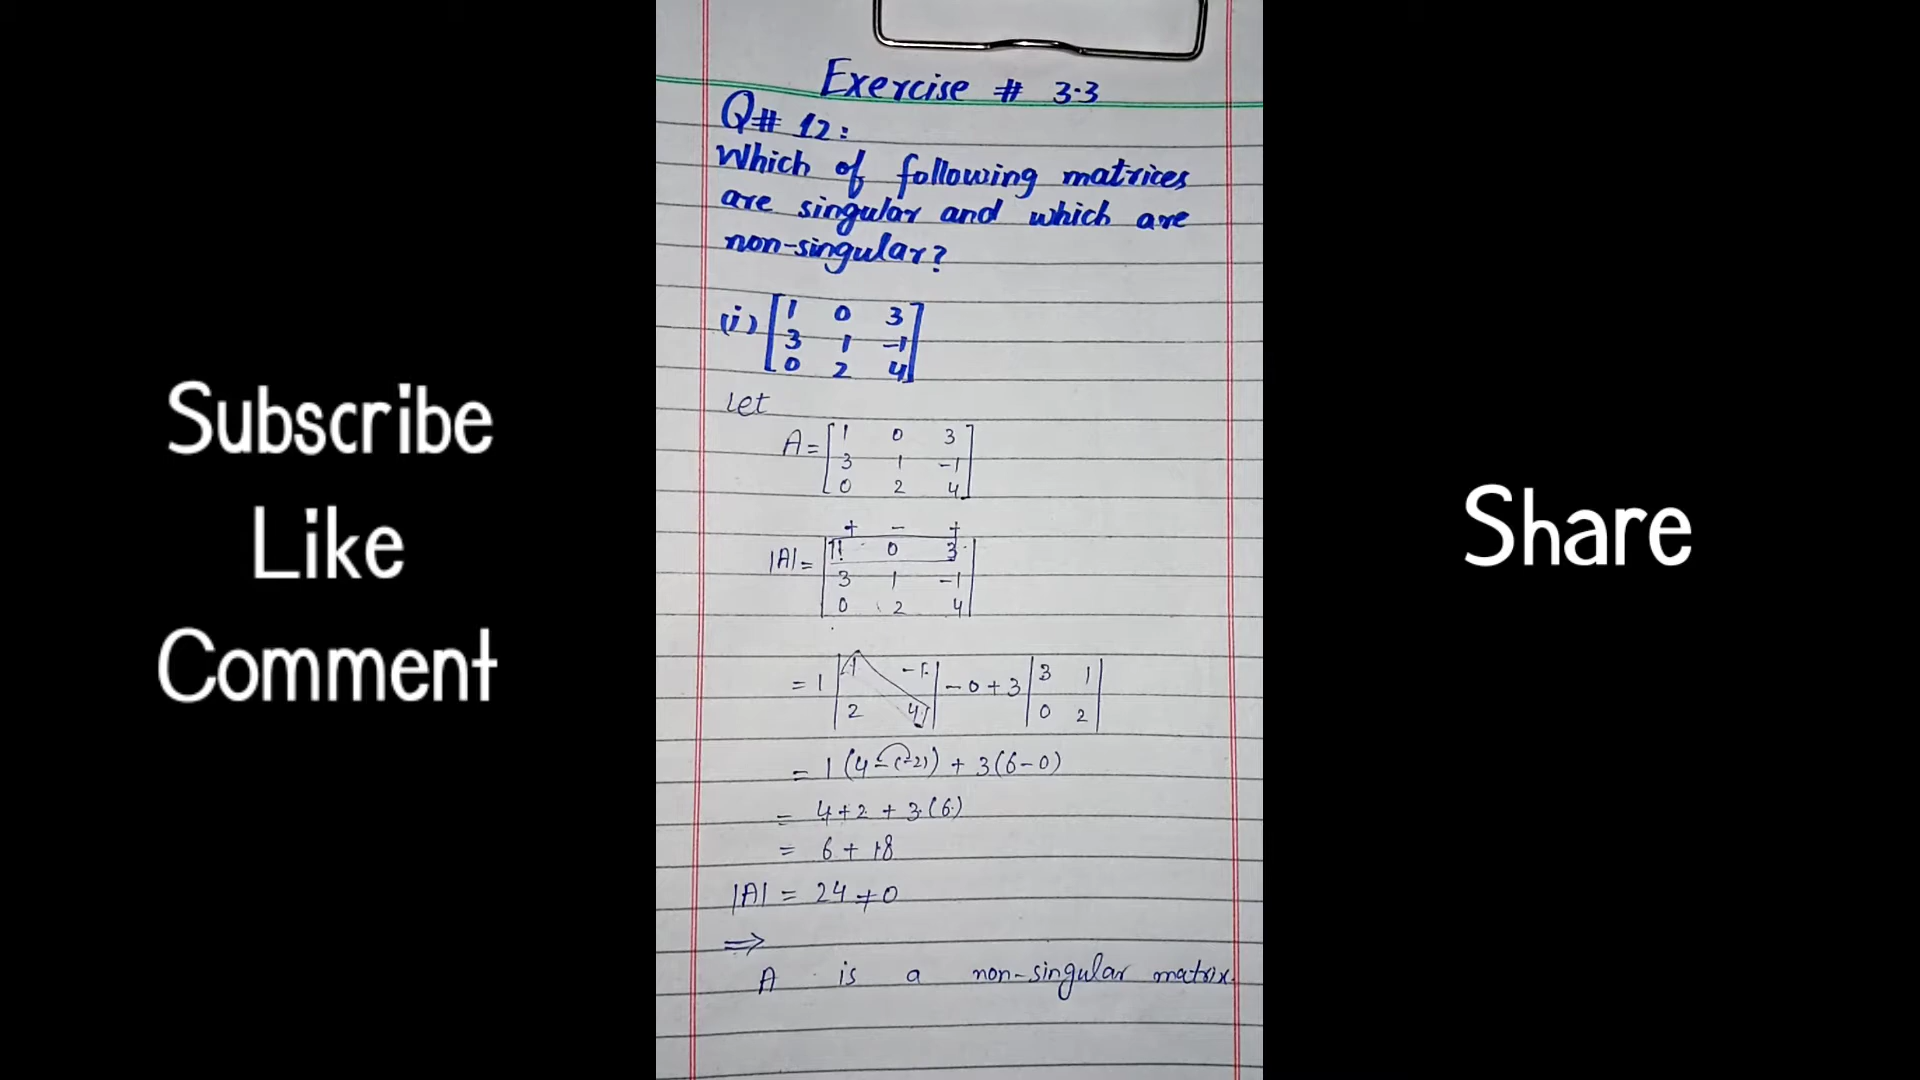 Subscribe
Like
Comment
Exercise # 3.3
Q# 12:
Which of following matrices
are singular and which are
non-singular?
(i) [1 0 3
3 1 -1
0 2 4]
Let
A = [1 0 3
3 1 -1
0 2 4]
+ - +
|A| = |1 0 3
3 1 -1
0 2 4|
= 1 |1 -1
2 4| - 0 + 3 |3 1
0 2|
= 1(4-(-2)) + 3(6-0)
= 4+2 + 3(6)
= 6 + 18
|A| = 24 ≠ 0
⇒
A is a non-singular matrix.
Share